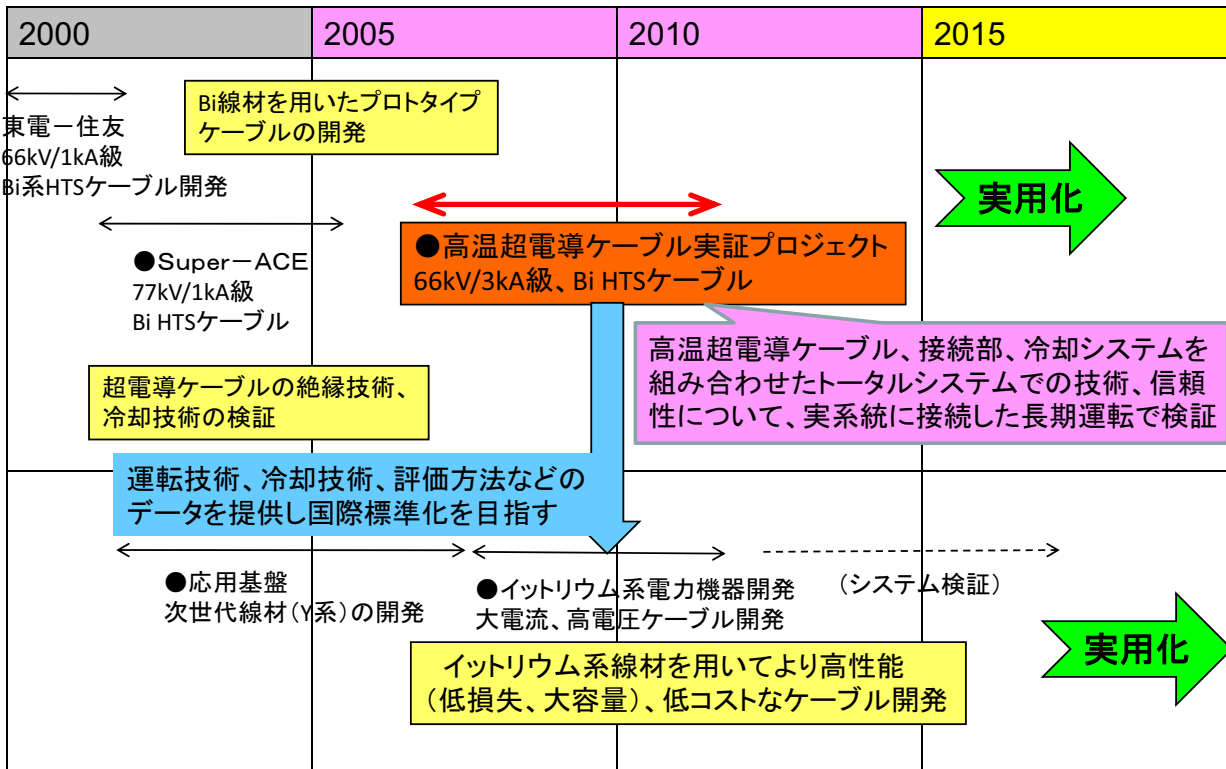 2000
2005
2010
2015
東電－住友
66kV/1kA級
Bi系HTSケーブル開発
Bi線材を用いたプロトタイプ
ケーブルの開発
実用化
●Super－ACE
77kV/1kA級
Bi HTSケーブル
●高温超電導ケーブル実証プロジェクト
66kV/3kA級、Bi HTSケーブル
高温超電導ケーブル、接続部、冷却システムを
組み合わせたトータルシステムでの技術、信頼
性について、実系統に接続した長期運転で検証
超電導ケーブルの絶縁技術、
冷却技術の検証
運転技術、冷却技術、評価方法などの
データを提供し国際標準化を目指す
●応用基盤
次世代線材（Y系）の開発
●イットリウム系電力機器開発
大電流、高電圧ケーブル開発
（システム検証）
イットリウム系線材を用いてより高性能
（低損失、大容量）、低コストなケーブル開発
実用化